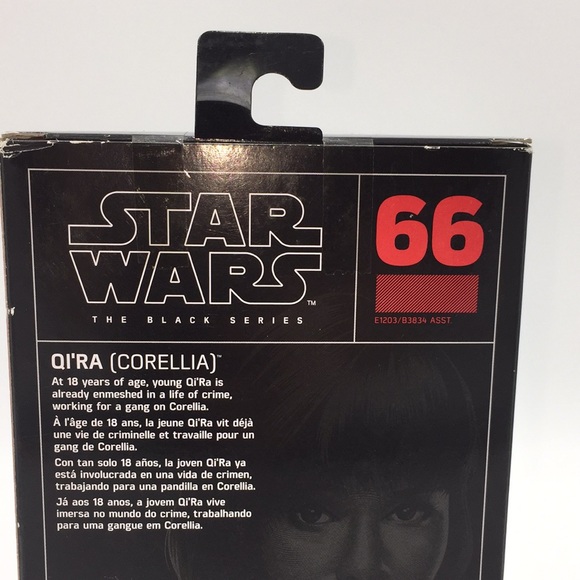 STAR
WARS™
THE BLACK SERIES
66
E1203/B3834 ASST.
QI'RA (CORELLIA)™
At 18 years of age, young Qi'Ra is
already enmeshed in a life of crime,
working for a gang on Corellia.
À l'âge de 18 ans, la jeune Qi'Ra vit déjà
une vie de criminelle et travaille pour un
gang de Corellia.
Con tan solo 18 años, la joven Qi'Ra ya
está involucrada en una vida de crimen,
trabajando para una pandilla en Corellia.
Já aos 18 anos, a jovem Qi'Ra vive
imersa no mundo do crime, trabalhando
para uma gangue em Corellia.